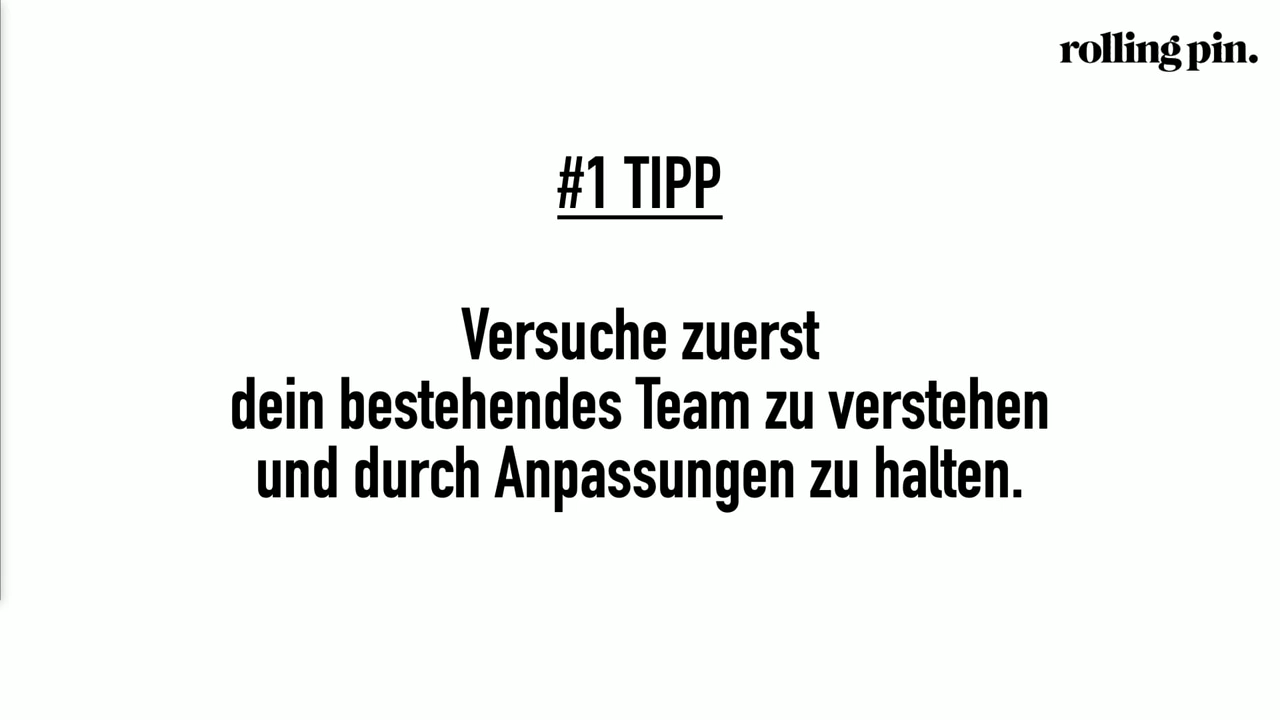 rolling pin.
#1 TIPP
Versuche zuerst
dein bestehendes Team zu verstehen
und durch Anpassungen zu halten.